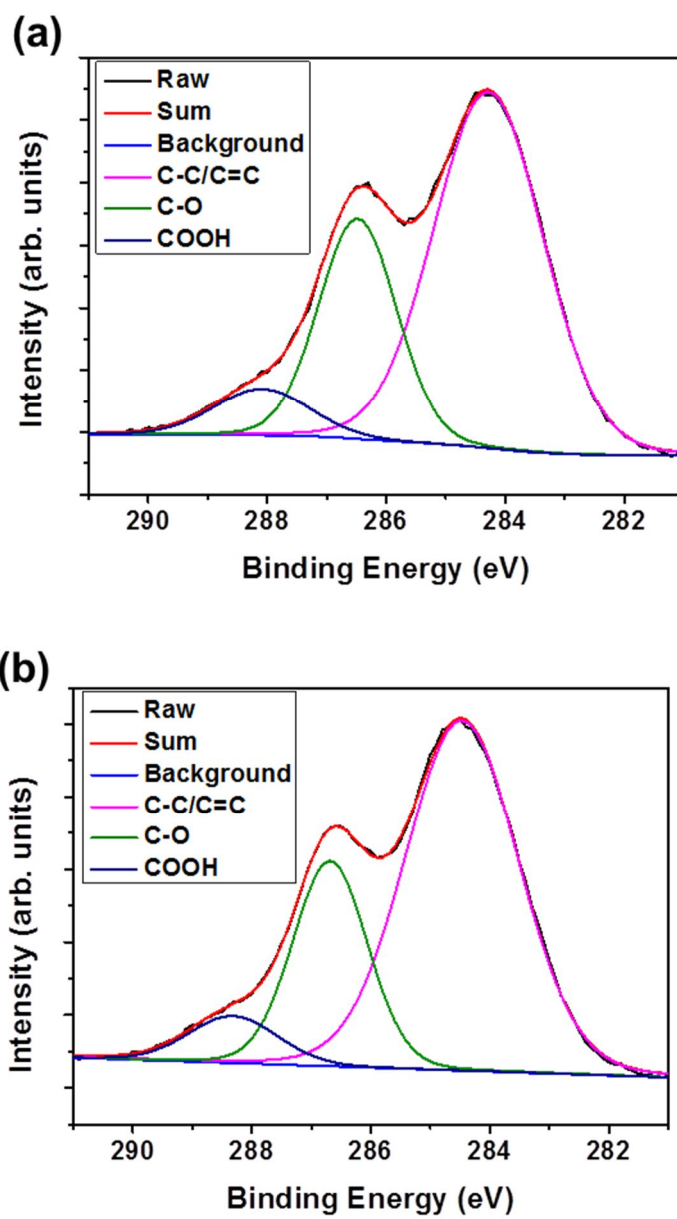 (a)
Raw
Sum
Background
C-C/C=C
C-O
COOH
Intensity (arb. units)
290 288 286 284 282
Binding Energy (eV)
(b)
Raw
Sum
Background
C-C/C=C
C-O
COOH
Intensity (arb. units)
290 288 286 284 282
Binding Energy (eV)